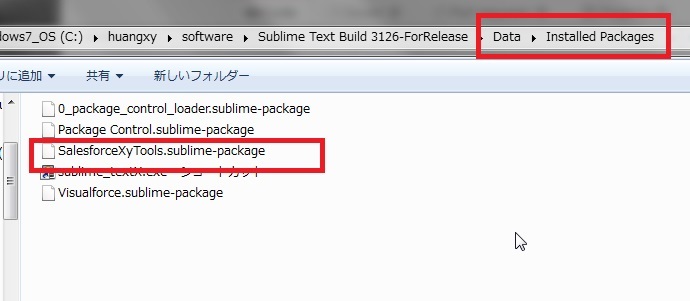 dows7_OS (C:) ▸ huangxy ▸ software ▸ Sublime Text Build 3126-ForRelease ▸ Data ▸ Installed Packages
リに追加 ▼ 共有 ▼ 新しいフォルダー
0_package_control_loader.sublime-package
Package Control.sublime-package
SalesforceXyTools.sublime-package
sublime_textX.exe - ショートカット
Visualforce.sublime-package